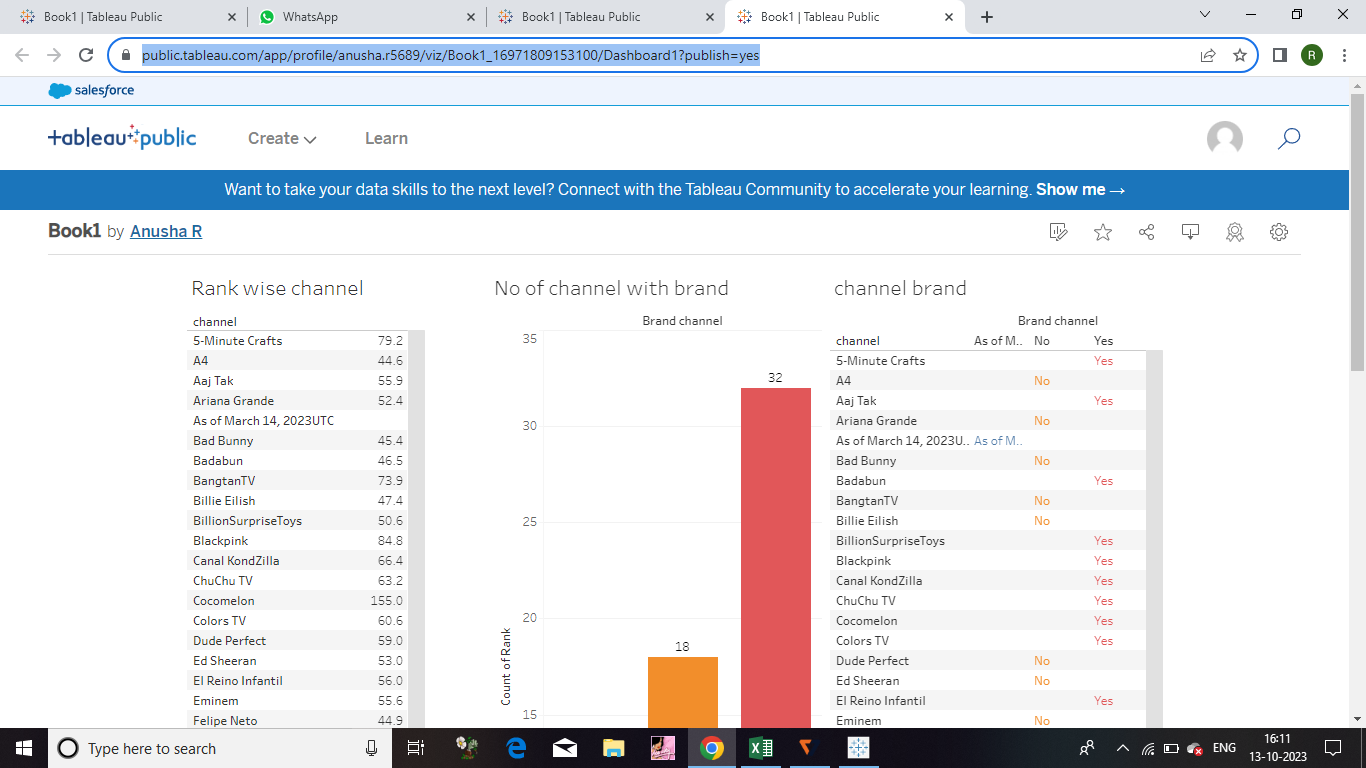 Book1 | Tableau Public
WhatsApp
Book1 | Tableau Public
Book1 | Tableau Public
public.tableau.com/app/profile/anusha.r5689/viz/Book1_16971809153100/Dashboard1?publish=yes
R
salesforce
tableau public
Create
Learn
Want to take your data skills to the next level? Connect with the Tableau Community to accelerate your learning. Show me →
Book1 by Anusha R
Rank wise channel
channel
5-Minute Crafts 79.2
A4 44.6
Aaj Tak 55.9
Ariana Grande 52.4
As of March 14, 2023UTC
Bad Bunny 45.4
Badabun 46.5
BangtanTV 73.9
Billie Eilish 47.4
BillionSurpriseToys 50.6
Blackpink 84.8
Canal KondZilla 66.4
ChuChu TV 63.2
Cocomelon 155.0
Colors TV 60.6
Dude Perfect 59.0
Ed Sheeran 53.0
El Reino Infantil 56.0
Eminem 55.6
Felipe Neto 44.9
No of channel with brand
Brand channel
35
30
25
20
15
Count of Rank
18
32
channel brand
Brand channel
channel As of M.. No Yes
5-Minute Crafts Yes
A4 No
Aaj Tak Yes
Ariana Grande No
As of March 14, 2023U.. As of M..
Bad Bunny No
Badabun Yes
BangtanTV No
Billie Eilish No
BillionSurpriseToys Yes
Blackpink Yes
Canal KondZilla Yes
ChuChu TV Yes
Cocomelon Yes
Colors TV Yes
Dude Perfect No
Ed Sheeran No
El Reino Infantil Yes
Eminem No
Type here to search
ENG
16:11
13-10-2023